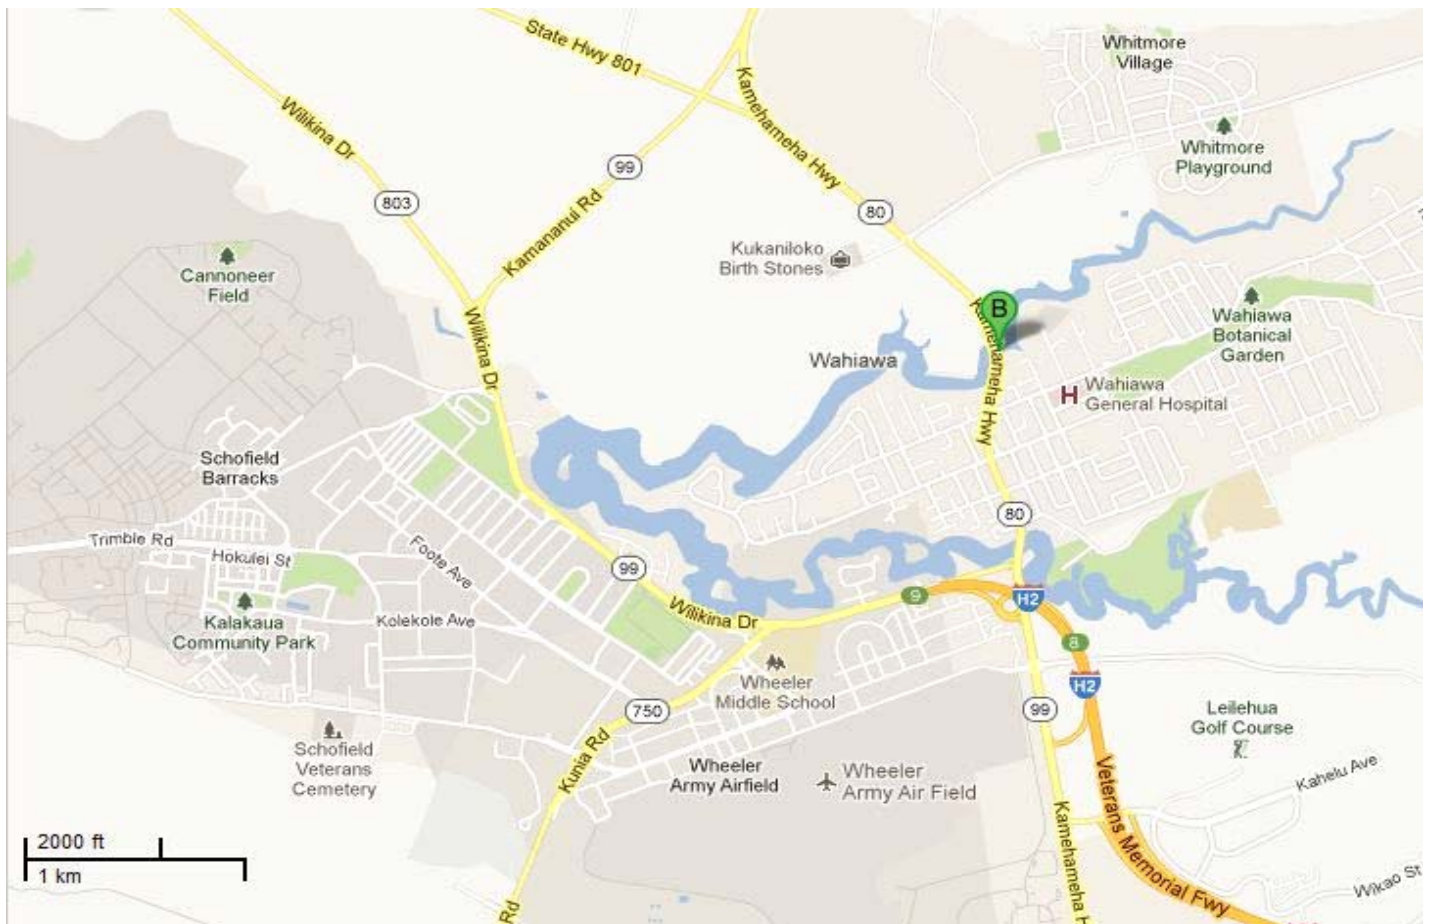 State Hwy 801
Whitmore
Village
Kamehameha Hwy
Wilikina Dr
Whitmore
Playground
99
803
Kamananui Rd
80
Kukaniloko
Birth Stones
Cannoneer
Field
B
Kamehameha Hwy
Wilikina Dr
Wahiawa
Botanical
Garden
Wahiawa
H
Wahiawa
General Hospital
Schofield
Barracks
80
Trimble Rd
Hokulei St
Foote Ave
99
9
H2
Wilikina Dr
Kalakaua
Community Park
Kolekole Ave
8
H2
Wheeler
Middle School
750
99
Leilehua
Golf Course
Schofield
Veterans
Cemetery
Kunia Rd
Wheeler
Army Airfield
Wheeler
Army Air Field
Kahelu Ave
Veterans Memorial Fwy
Kamehameha H
2000 ft
1 km
Wikao St
Rd